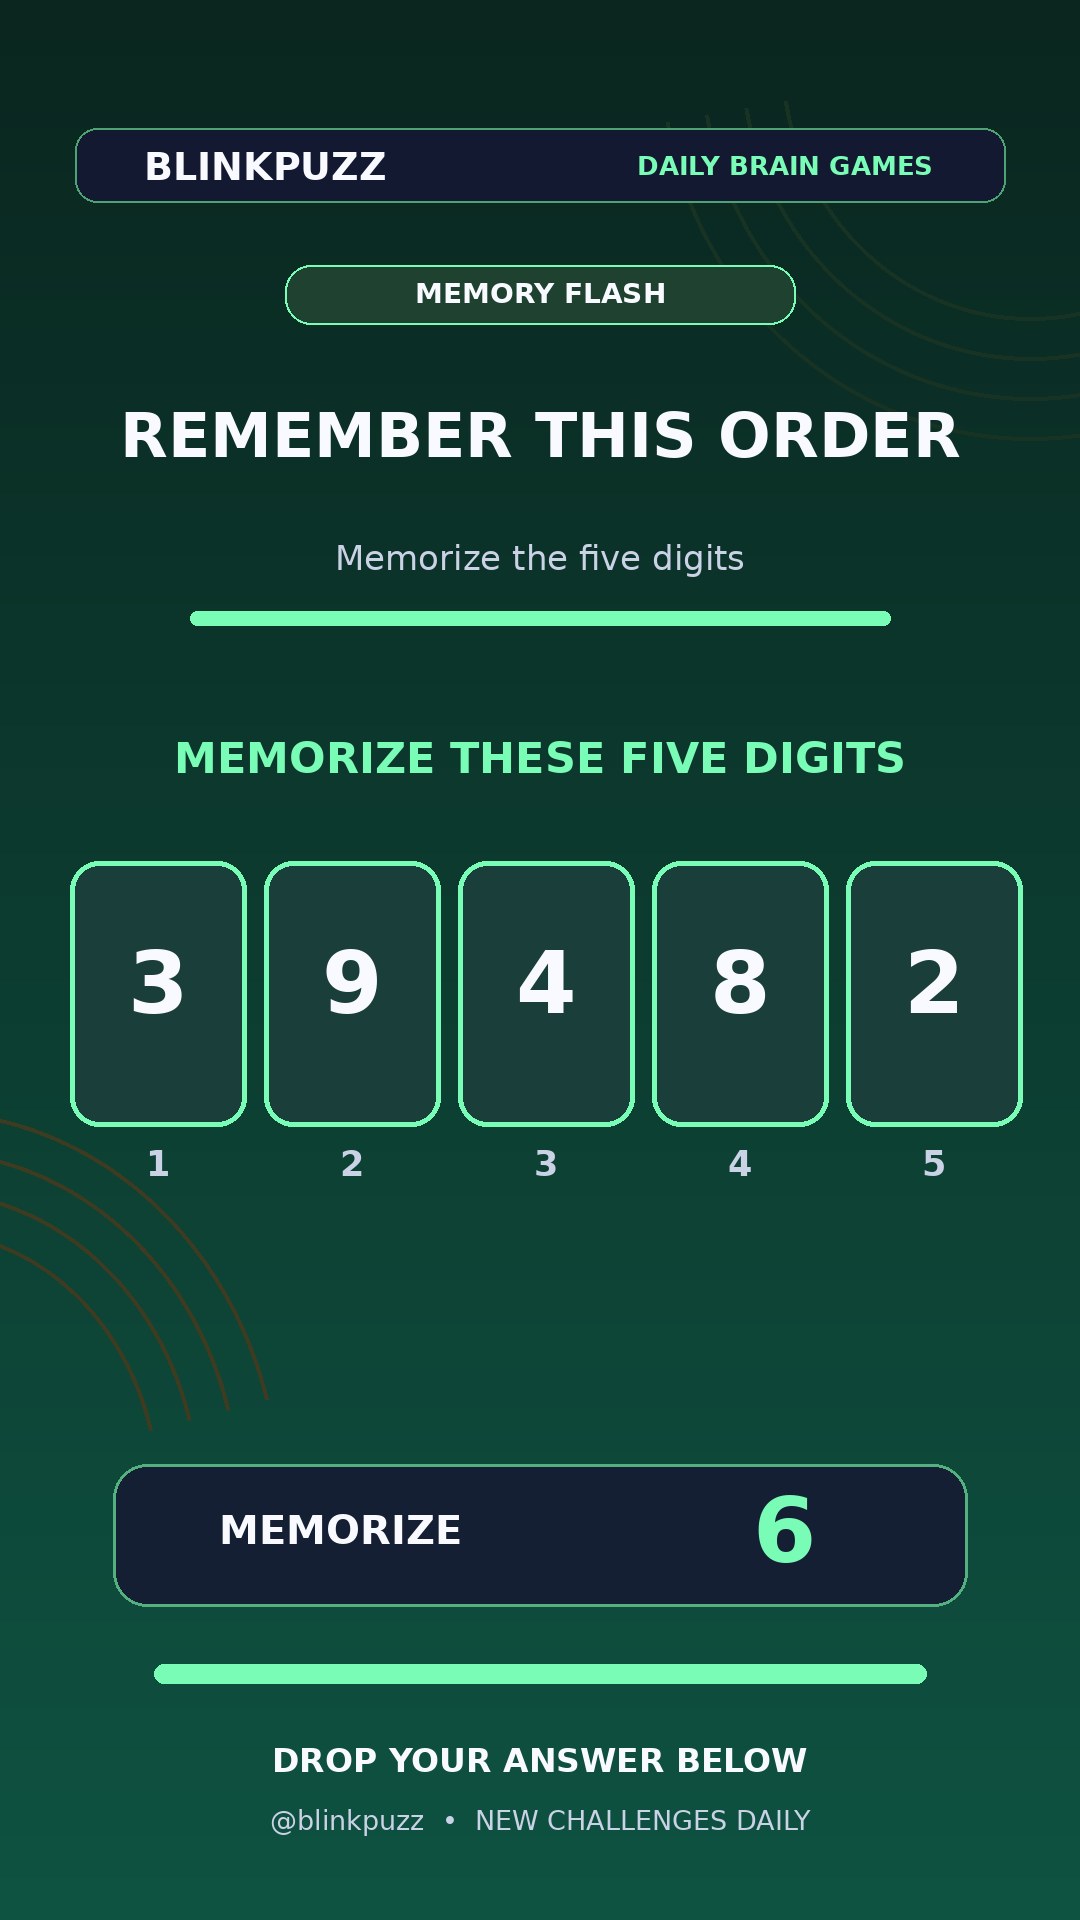 BLINKPUZZ DAILY BRAIN GAMES
MEMORY FLASH
REMEMBER THIS ORDER
Memorize the five digits
MEMORIZE THESE FIVE DIGITS
3 9 4 8 2
1 2 3 4 5
MEMORIZE 6
DROP YOUR ANSWER BELOW
@blinkpuzz • NEW CHALLENGES DAILY